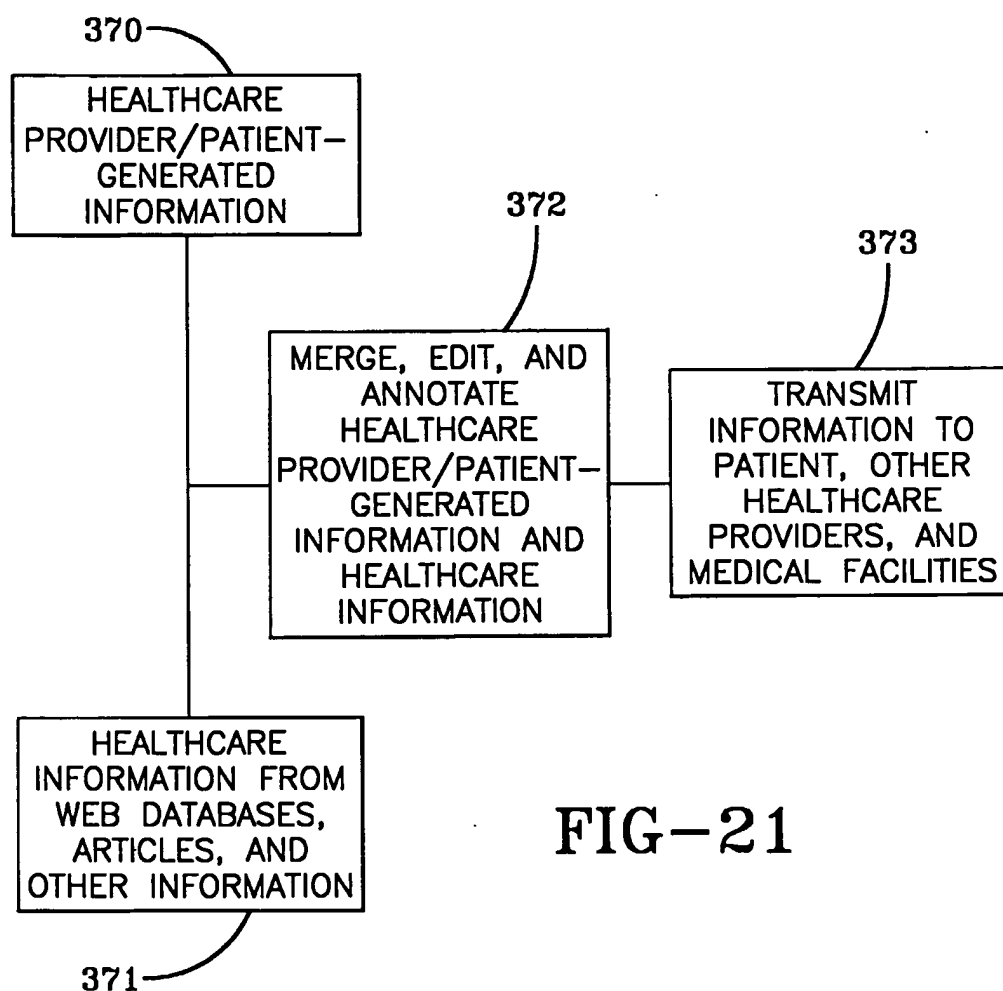 370
HEALTHCARE
PROVIDER/PATIENT-
GENERATED
INFORMATION
372
MERGE, EDIT, AND
ANNOTATE
HEALTHCARE
PROVIDER/PATIENT-
GENERATED
INFORMATION AND
HEALTHCARE
INFORMATION
373
TRANSMIT
INFORMATION TO
PATIENT, OTHER
HEALTHCARE
PROVIDERS, AND
MEDICAL FACILITIES
HEALTHCARE
INFORMATION FROM
WEB DATABASES,
ARTICLES, AND
OTHER INFORMATION
371
FIG-21